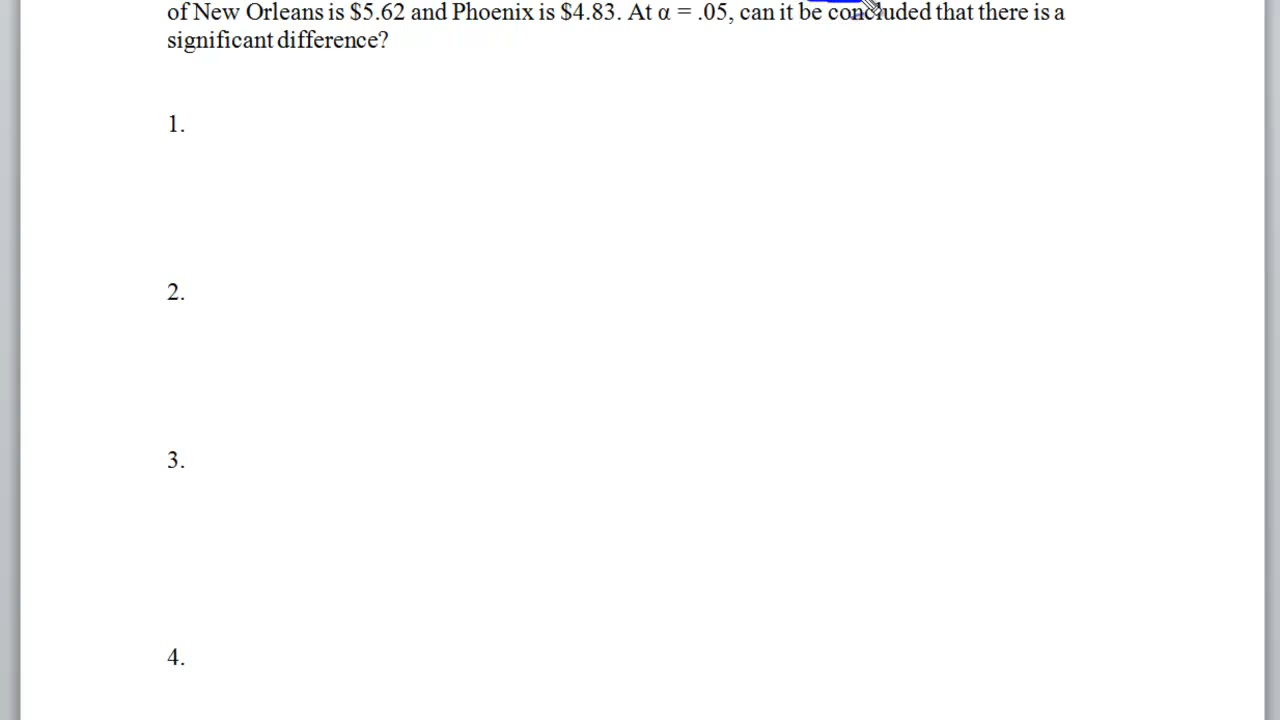 of New Orleans is $5.62 and Phoenix is $4.83. At α = .05, can it be concluded that there is a
significant difference?
1.
2.
3.
4.